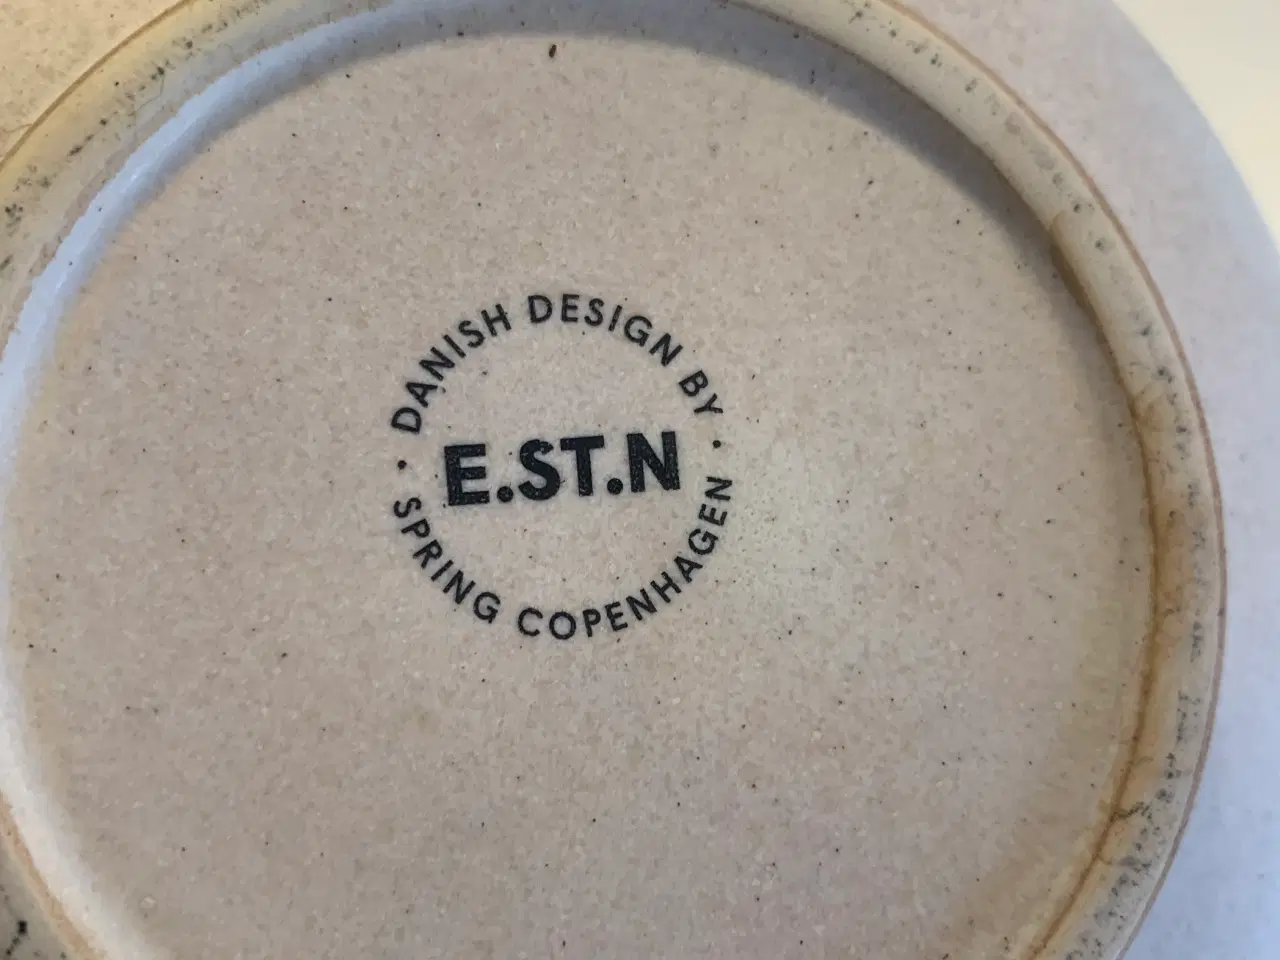 · DANISH DESIGN BY ·
E.ST.N
SPRING COPENHAGEN